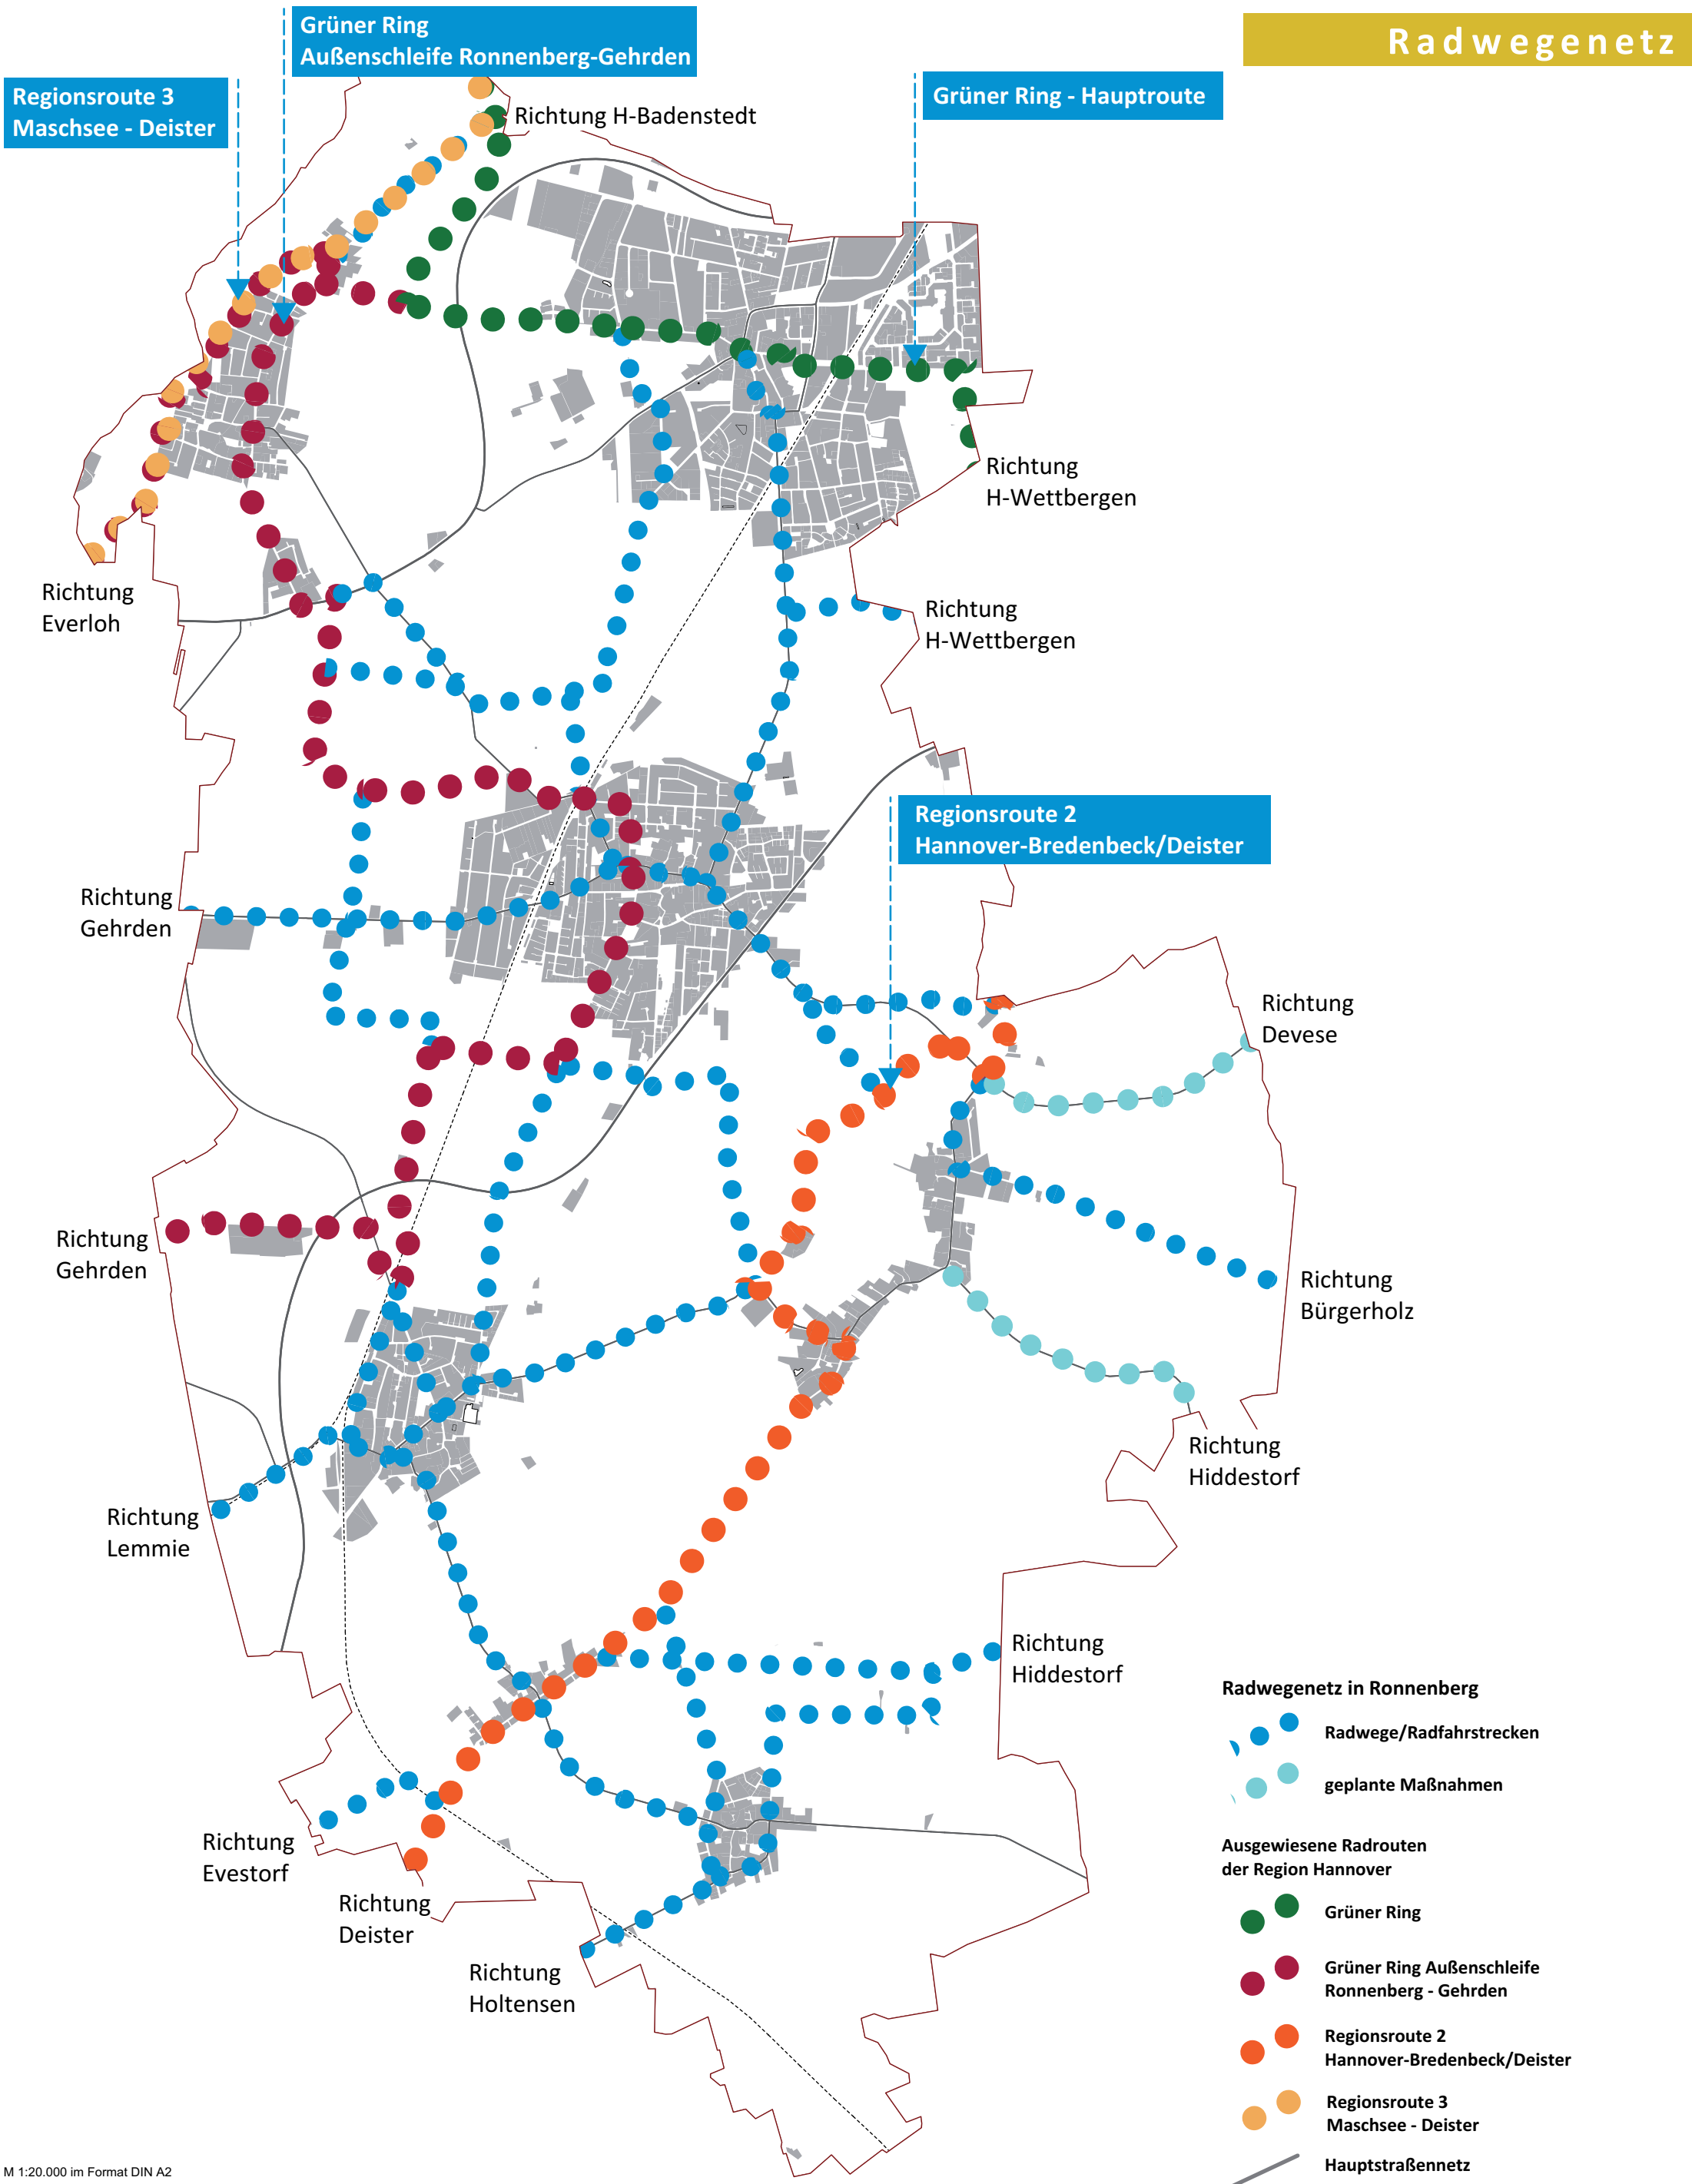 Radwegenetz
Grüner Ring
Außenschleife Ronnenberg-Gehrden
Regionsroute 3
Maschsee - Deister
Grüner Ring - Hauptroute
Richtung H-Badenstedt
Richtung
H-Wettbergen
Richtung
Everloh
Richtung
H-Wettbergen
Regionsroute 2
Hannover-Bredenbeck/Deister
Richtung
Gehrden
Richtung
Devese
Richtung
Gehrden
Richtung
Bürgerholz
Richtung
Hiddestorf
Richtung
Lemmie
Richtung
Hiddestorf
Richtung
Evestorf
Richtung
Deister
Richtung
Holtensen
Radwegenetz in Ronnenberg
Radwege/Radfahrstrecken
geplante Maßnahmen
Ausgewiesene Radrouten
der Region Hannover
Grüner Ring
Grüner Ring Außenschleife
Ronnenberg - Gehrden
Regionsroute 2
Hannover-Bredenbeck/Deister
Regionsroute 3
Maschsee - Deister
Hauptstraßennetz
M 1:20.000 im Format DIN A2